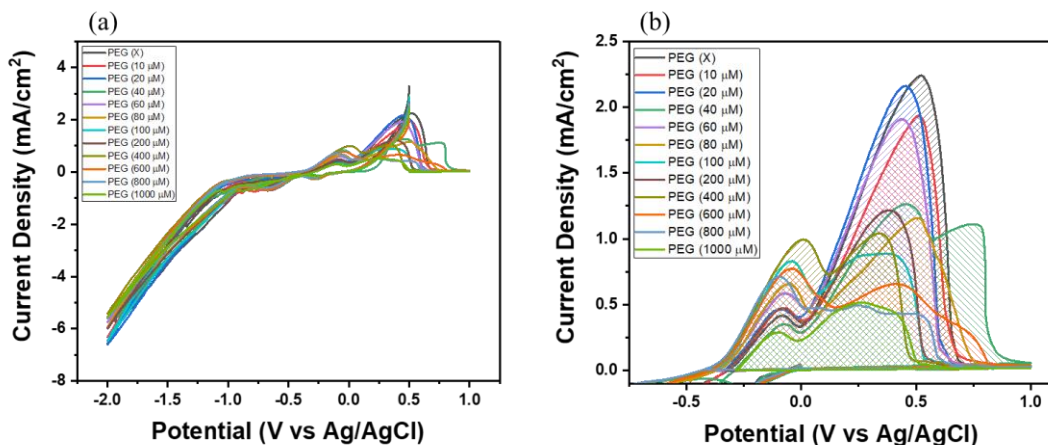 (a)
PEG (X)
PEG (10 μM)
PEG (20 μM)
PEG (40 μM)
PEG (60 μM)
PEG (80 μM)
PEG (100 μM)
PEG (200 μM)
PEG (400 μM)
PEG (600 μM)
PEG (800 μM)
PEG (1000 μM)
4
2
0
-2
-4
-6
-8
Current Density (mA/cm²)
-2.0 -1.5 -1.0 -0.5 0.0 0.5 1.0
Potential (V vs Ag/AgCl)
(b)
PEG (X)
PEG (10 μM)
PEG (20 μM)
PEG (40 μM)
PEG (60 μM)
PEG (80 μM)
PEG (100 μM)
PEG (200 μM)
PEG (400 μM)
PEG (600 μM)
PEG (800 μM)
PEG (1000 μM)
2.5
2.0
1.5
1.0
0.5
0.0
Current Density (mA/cm²)
-0.5 0.0 0.5 1.0
Potential (V vs Ag/AgCl)